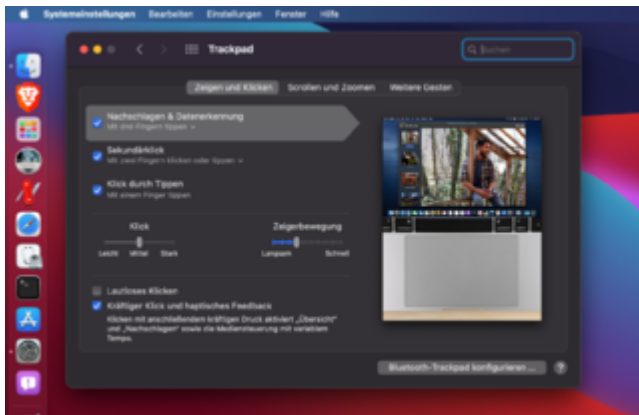 Systemeinstellungen Bearbeiten Einstellungen Fenster Hilfe
Trackpad
Suchen
Zeigen und Klicken Scrollen und Zoomen Weitere Gesten
Nachschlagen & Datenerkennung
Mit drei Fingern tippen
Sekundärklick
Mit zwei Fingern klicken oder tippen
Klick durch Tippen
Mit einem Finger tippen
Klick
Leicht Mittel Stark
Zeigerbewegung
Langsam Schnell
Lautloses Klicken
Kräftiger Klick und haptisches Feedback
Klicken mit anschließendem kräftigen Druck aktiviert „Übersicht“
und „Nachschlagen“ sowie die Mediensteuerung mit variablem
Tempo.
Bluetooth-Trackpad konfigurieren ...
?